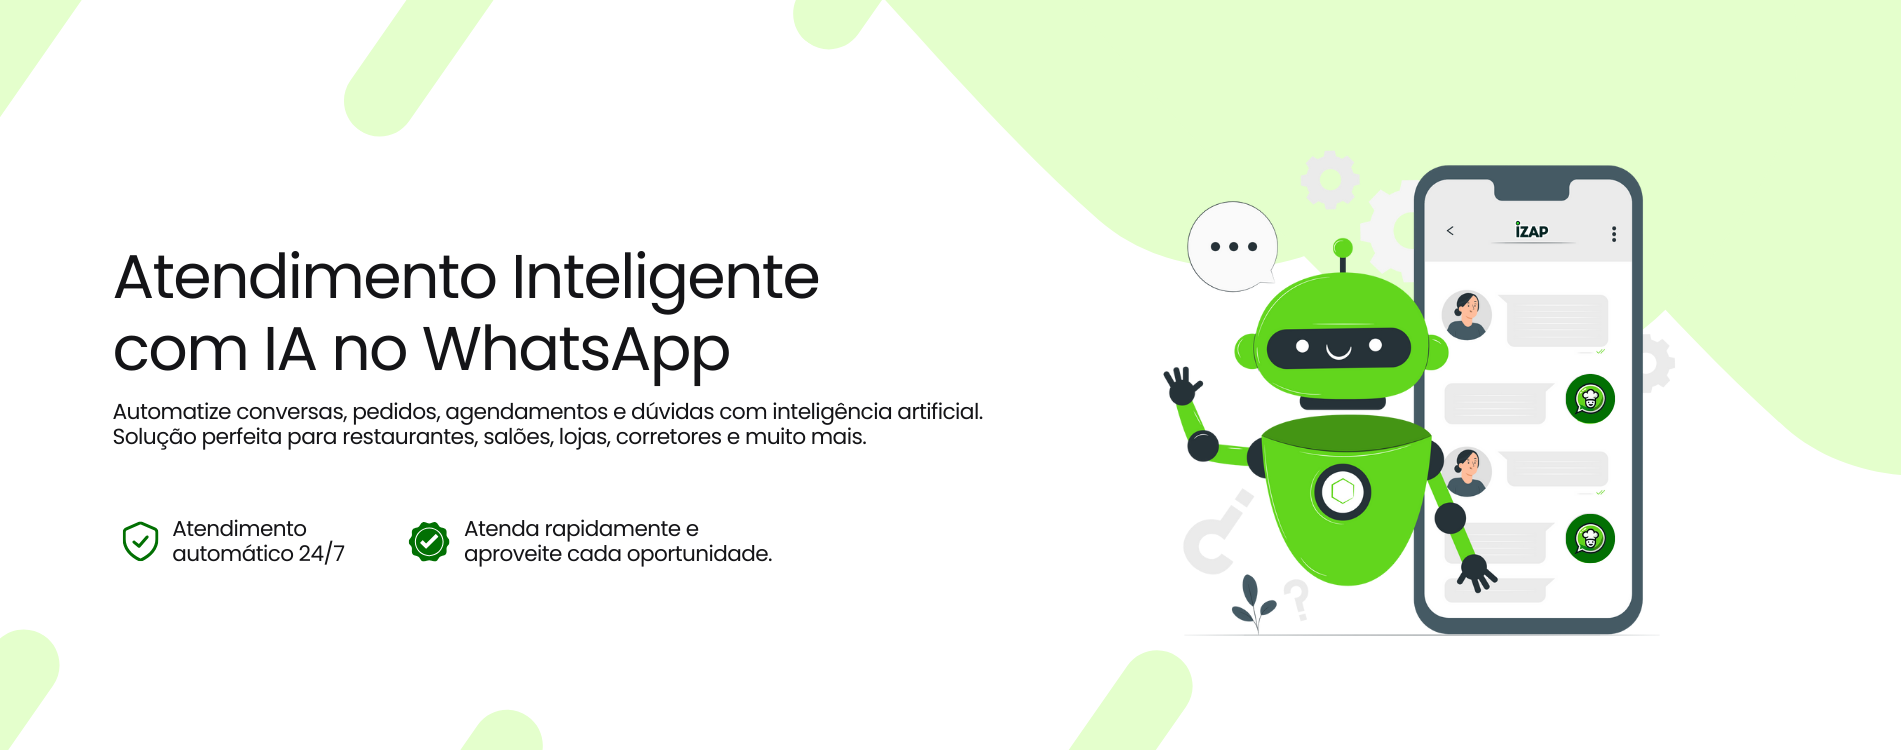 Atendimento Inteligente
com IA no WhatsApp
Automatize conversas, pedidos, agendamentos e dúvidas com inteligência artificial.
Solução perfeita para restaurantes, salões, lojas, corretores e muito mais.
Atendimento
automático 24/7
Atenda rapidamente e
aproveite cada oportunidade.
iZAP